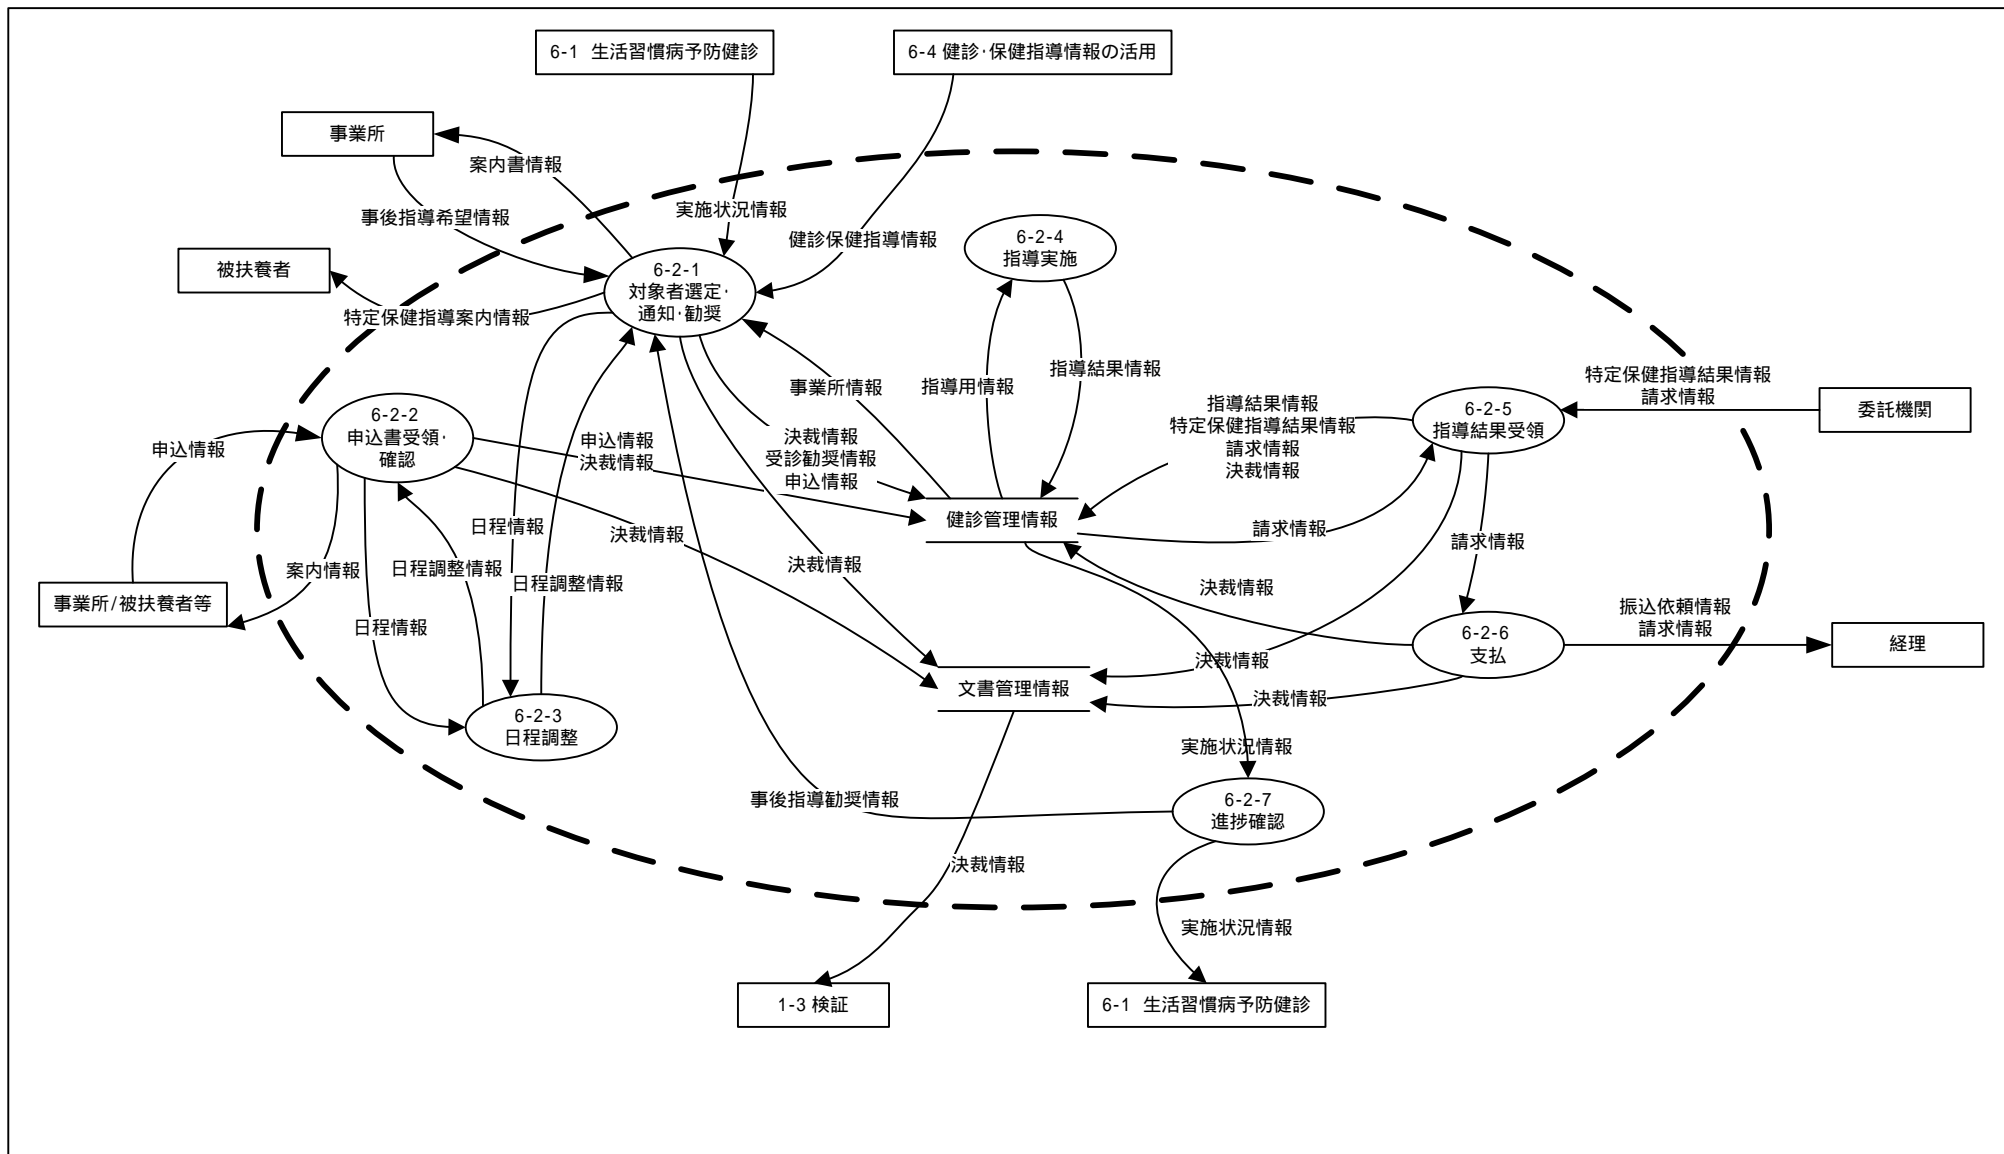 6-1 生活習慣病予防健診
6-4 健診・保健指導情報の活用
事業所
案内書情報
事後指導希望情報
実施状況情報
健診保健指導情報
6-2-4
指導実施
被扶養者
6-2-1
対象者選定・
通知・勧奨
特定保健指導案内情報
事業所情報
指導用情報
指導結果情報
特定保健指導結果情報
請求情報
委託機関
6-2-5
指導結果受領
指導結果情報
特定保健指導結果情報
請求情報
決裁情報
6-2-2
申込書受領・
確認
申込情報
申込情報
決裁情報
決裁情報
受診勧奨情報
申込情報
健診管理情報
請求情報
日程情報
決裁情報
請求情報
日程調整情報
案内情報
決裁情報
日程調整情報
決裁情報
事業所/被扶養者等
振込依頼情報
請求情報
日程情報
6-2-6
支払
経理
決裁情報
文書管理情報
決裁情報
6-2-3
日程調整
実施状況情報
事後指導勧奨情報
6-2-7
進捗確認
決裁情報
実施状況情報
1-3 検証
6-1 生活習慣病予防健診